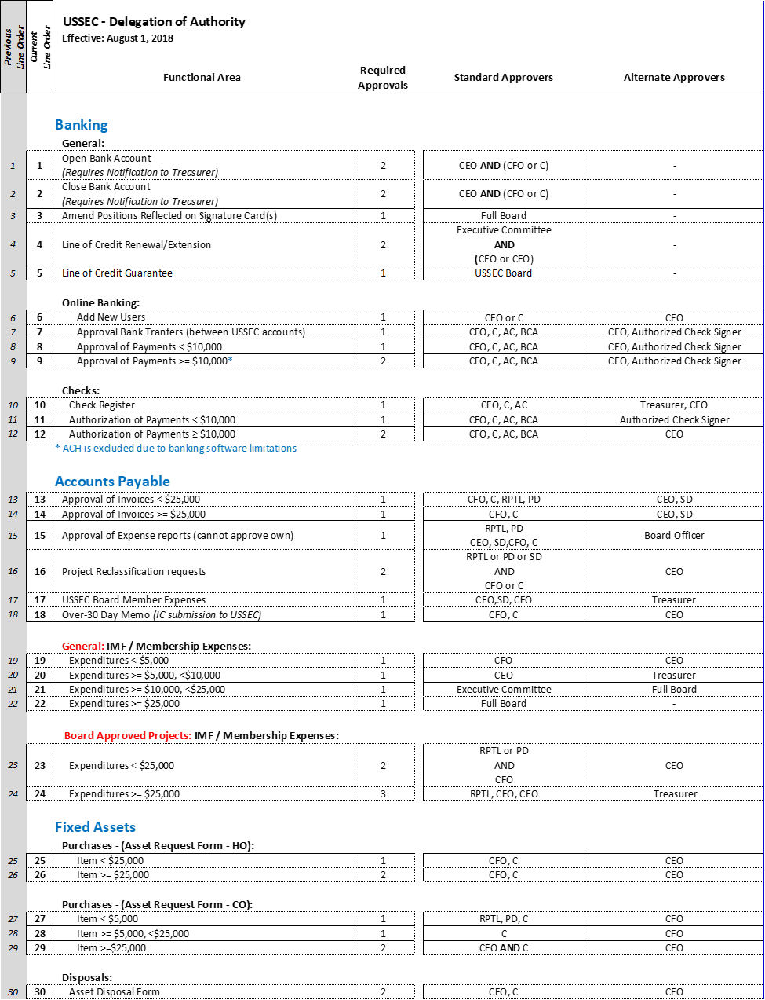 Previous Line Order
Current Line Order
USSEC - Delegation of Authority
Effective: August 1, 2018
Functional Area Required Approvals Standard Approvers Alternate Approvers
Banking
General:
1 1 Open Bank Account (Requires Notification to Treasurer) 2 CEO AND (CFO or C) -
2 2 Close Bank Account (Requires Notification to Treasurer) 2 CEO AND (CFO or C) -
3 3 Amend Positions Reflected on Signature Card(s) 1 Full Board -
4 4 Line of Credit Renewal/Extension 2 Executive Committee AND (CEO or CFO) -
5 5 Line of Credit Guarantee 1 USSEC Board -
Online Banking:
6 6 Add New Users 1 CFO or C CEO
7 7 Approval Bank Tranfers (between USSEC accounts) 1 CFO, C, AC, BCA CEO, Authorized Check Signer
8 8 Approval of Payments < $10,000 1 CFO, C, AC, BCA CEO, Authorized Check Signer
9 9 Approval of Payments >= $10,000* 2 CFO, C, AC, BCA CEO, Authorized Check Signer
Checks:
10 10 Check Register 1 CFO, C, AC Treasurer, CEO
11 11 Authorization of Payments < $10,000 1 CFO, C, AC, BCA Authorized Check Signer
12 12 Authorization of Payments ≥ $10,000 2 CFO, C, AC, BCA CEO
* ACH is excluded due to banking software limitations
Accounts Payable
13 13 Approval of Invoices < $25,000 1 CFO, C, RPTL, PD CEO, SD
14 14 Approval of Invoices >= $25,000 1 CFO, C CEO, SD
15 15 Approval of Expense reports (cannot approve own) 1 RPTL, PD CEO, SD,CFO, C Board Officer
16 16 Project Reclassification requests 2 RPTL or PD or SD AND CFO or C CEO
17 17 USSEC Board Member Expenses 1 CEO,SD, CFO Treasurer
18 18 Over-30 Day Memo (IC submission to USSEC) 1 CFO, C CEO
General: IMF / Membership Expenses:
19 19 Expenditures < $5,000 1 CFO CEO
20 20 Expenditures >= $5,000, <$10,000 1 CEO Treasurer
21 21 Expenditures >= $10,000, <$25,000 1 Executive Committee Full Board
22 22 Expenditures >= $25,000 1 Full Board -
Board Approved Projects: IMF / Membership Expenses:
23 23 Expenditures < $25,000 2 RPTL or PD AND CFO CEO
24 24 Expenditures >= $25,000 3 RPTL, CFO, CEO Treasurer
Fixed Assets
Purchases - (Asset Request Form - HO):
25 25 Item < $25,000 1 CFO, C CEO
26 26 Item >= $25,000 2 CFO, C CEO
Purchases - (Asset Request Form - CO):
27 27 Item < $5,000 1 RPTL, PD, C CFO
28 28 Item >= $5,000, <$25,000 1 C CFO
29 29 Item >=$25,000 2 CFO AND C CEO
Disposals:
30 30 Asset Disposal Form 2 CFO, C CEO